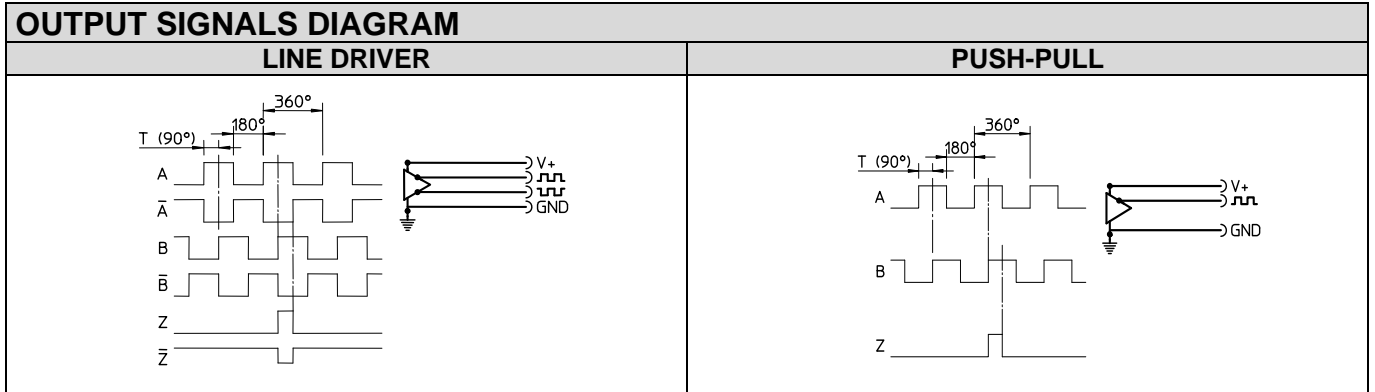 OUTPUT SIGNALS DIAGRAM
LINE DRIVER
PUSH-PULL
360°
180°
T (90°)
A
A̅
B
B̅
Z
Z̅
V+
GND
360°
180°
T (90°)
A
B
Z
V+
GND